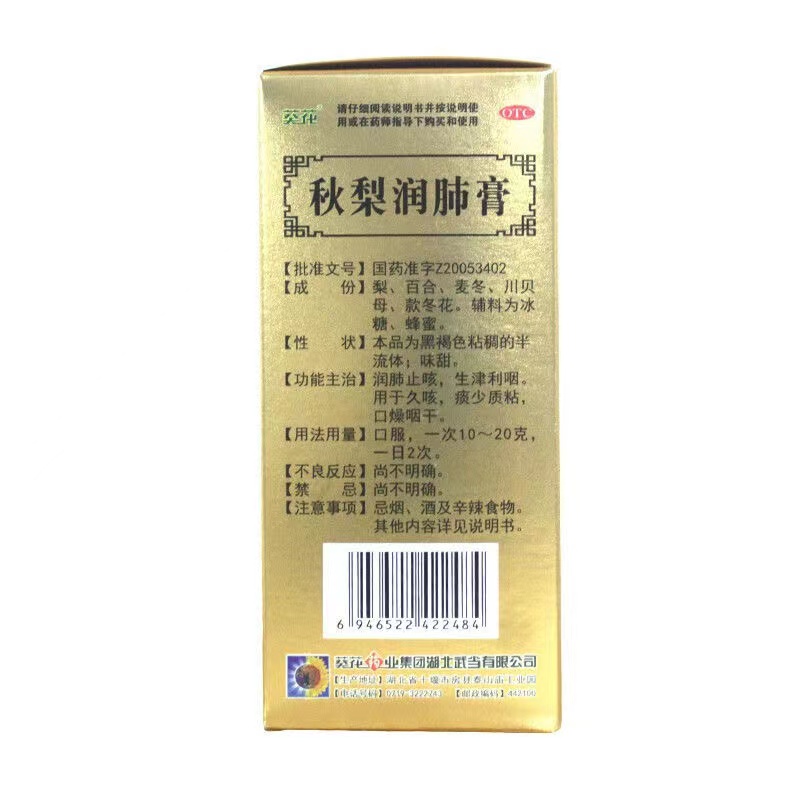 葵花
请仔细阅读说明书并按说明使
用或在药师指导下购买和使用
OTC
秋梨润肺膏
【批准文号】国药准字Z20053402
【成 份】梨、百合、麦冬、川贝
母、款冬花。辅料为冰
糖、蜂蜜。
【性 状】本品为黑褐色粘稠的半
流体；味甜。
【功能主治】润肺止咳，生津利咽。
用于久咳，痰少质粘，
口燥咽干。
【用法用量】口服，一次10～20克，
一日2次。
【不良反应】尚不明确。
【禁 忌】尚不明确。
【注意事项】忌烟、酒及辛辣食物。
其他内容详见说明书。
6 946522 422484
葵花药业集团湖北武当有限公司
【生产地址】湖北省十堰市房县泰山庙工业园
【电话号码】0719-3222243 【邮政编码】442100